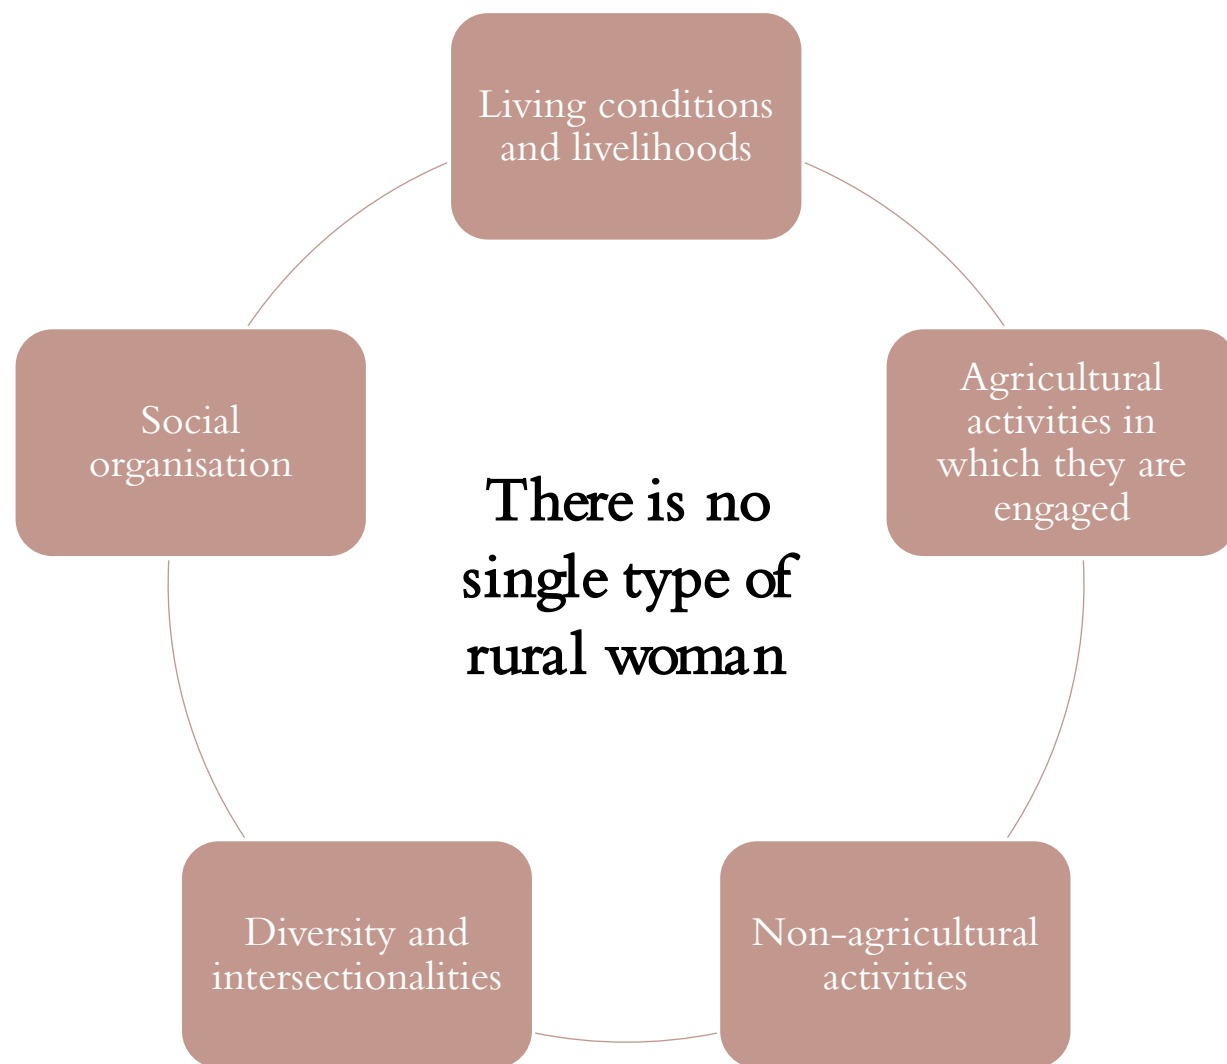 Living conditions
and livelihoods
Agricultural
activities in
which they are
engaged
Non-agricultural
activities
Diversity and
intersectionalities
Social
organisation
There is no
single type of
rural woman